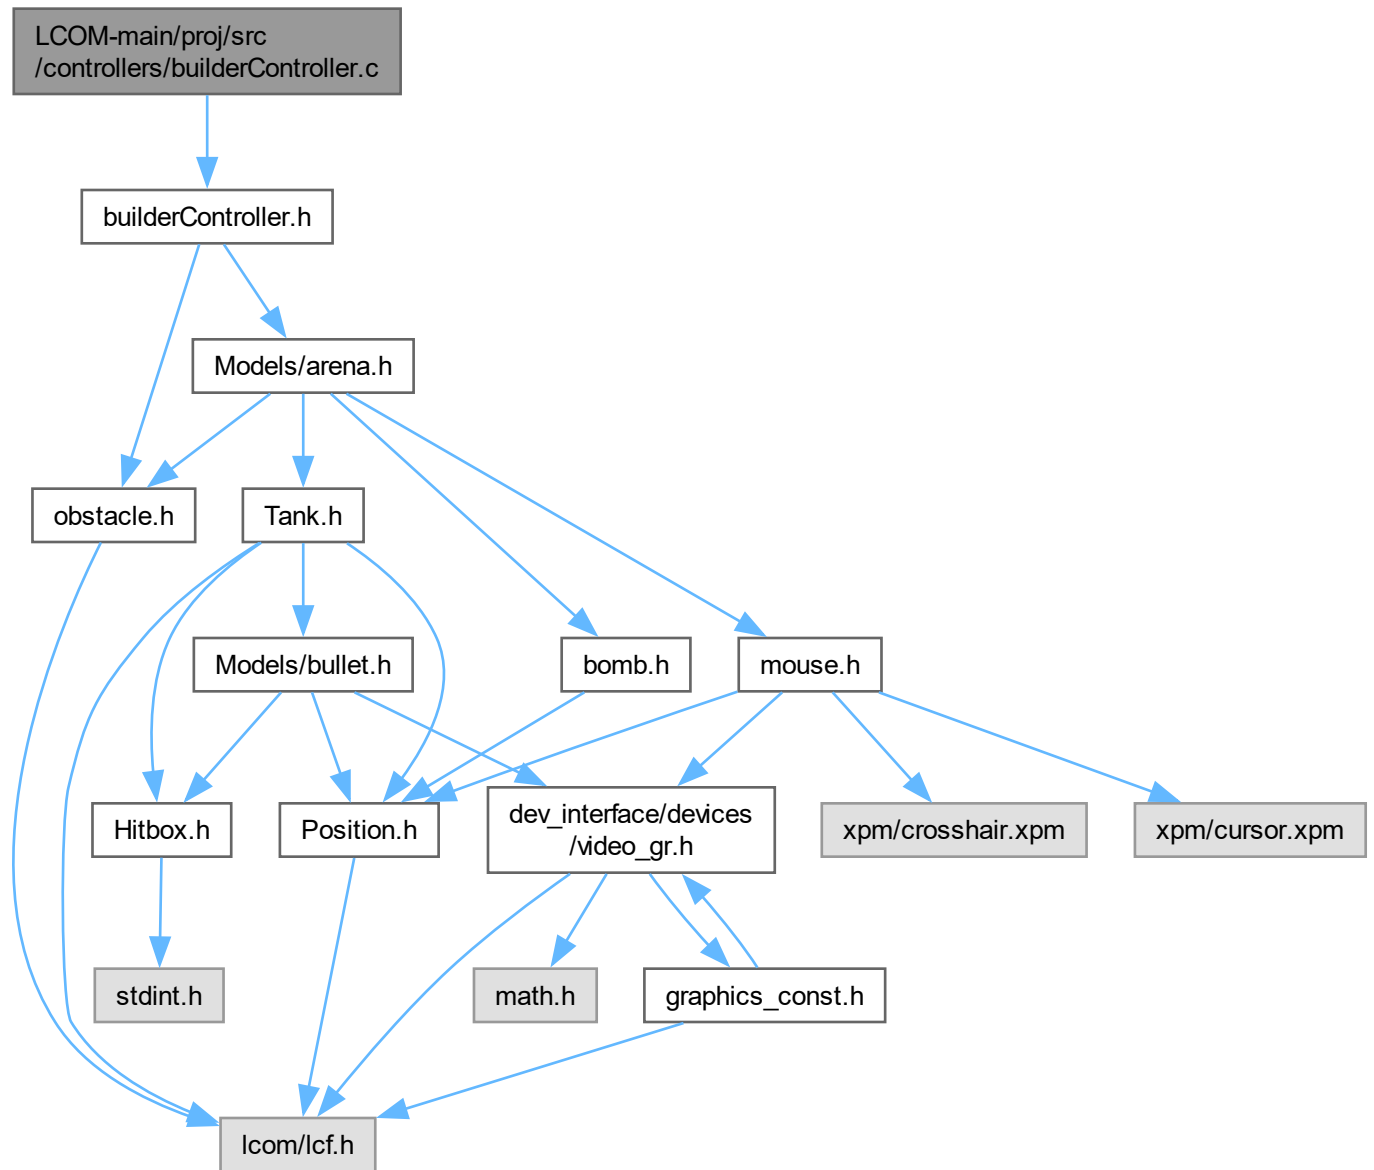 LCOM-main/proj/src
/controllers/builderController.c
builderController.h
Models/arena.h
obstacle.h
Tank.h
Models/bullet.h
bomb.h
mouse.h
Hitbox.h
Position.h
dev_interface/devices
/video_gr.h
xpm/crosshair.xpm
xpm/cursor.xpm
stdint.h
math.h
graphics_const.h
lcom/lcf.h